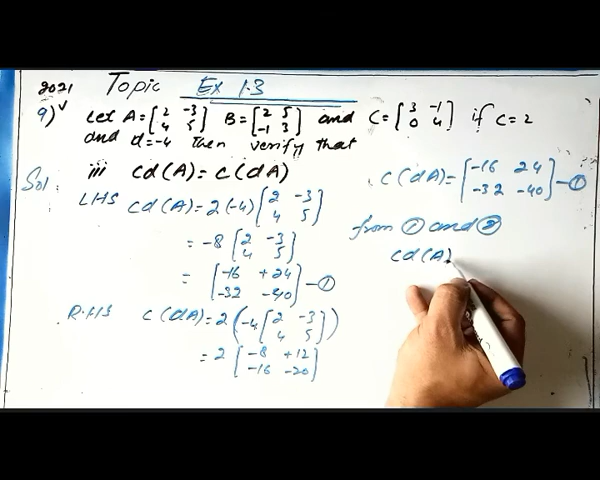 2021 Topic Ex 1.3
9) v Let A = [2 -3 4 5] B = [2 5 -1 3] and C = [3 -1 0 4] if c = 2
and d = -4 then verify that
iii cd(A) = c(dA)
Sol:
LHS cd(A) = 2(-4) [2 -3 4 5]
= -8 [2 -3 4 5]
= [-16 +24 -32 -40] — ①
R.HS c(dA) = 2(-4 [2 -3 4 5])
= 2 [-8 +12 -16 -20]
c(dA) = [-16 24 -32 -40] — ①
from ① and ②
cd(A)